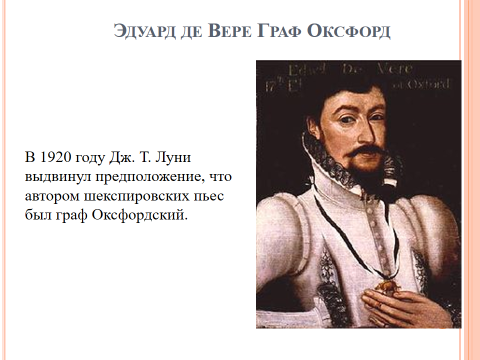 Эдуард де Вере Граф Оксфорд
Edward De Vere
17th E of Oxford
В 1920 году Дж. Т. Луни
выдвинул предположение, что
автором шекспировских пьес
был граф Оксфордский.